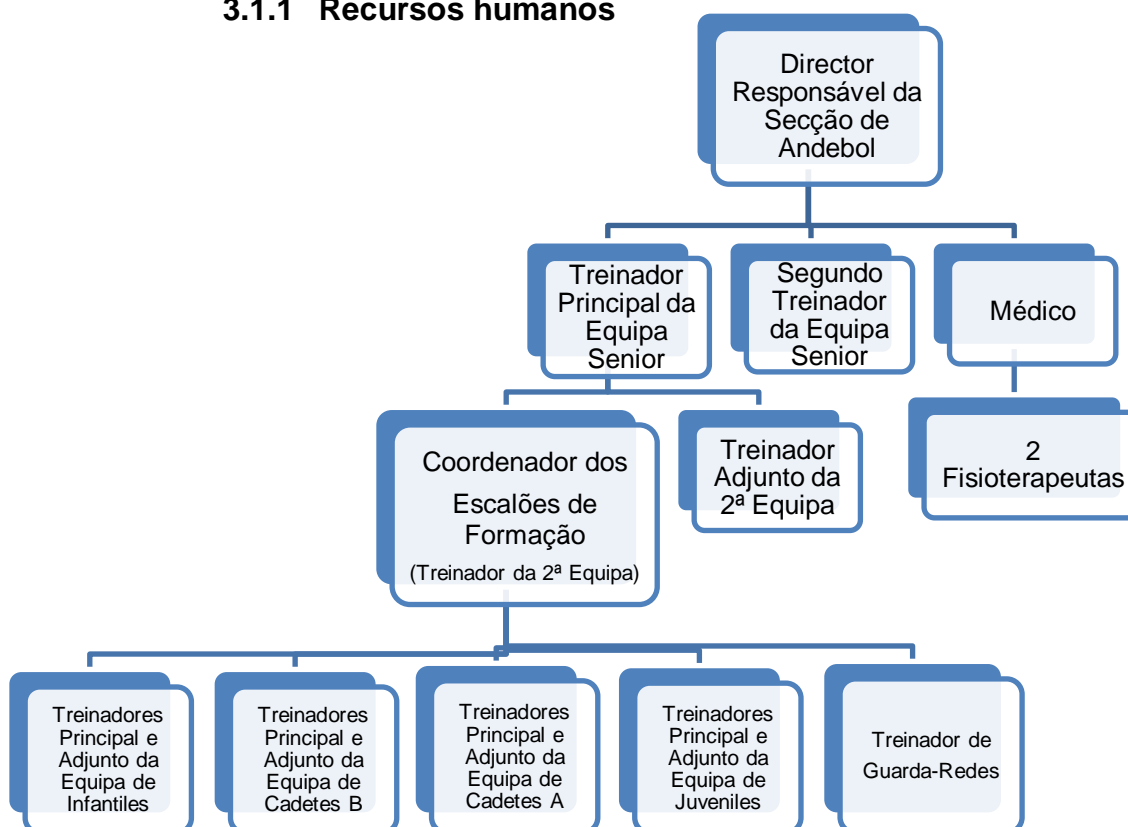 3.1.1 Recursos humanos
Director
Responsável da
Secção de
Andebol
Treinador
Principal da
Equipa
Senior
Segundo
Treinador
da Equipa
Senior
Médico
Coordenador dos
Escalões de
Formação
(Treinador da 2ª Equipa)
Treinador
Adjunto da
2ª Equipa
2
Fisioterapeutas
Treinadores
Principal e
Adjunto da
Equipa de
Infantiles
Treinadores
Principal e
Adjunto da
Equipa de
Cadetes B
Treinadores
Principal e
Adjunto da
Equipa de
Cadetes A
Treinadores
Principal e
Adjunto da
Equipa de
Juveniles
Treinador de
Guarda-Redes